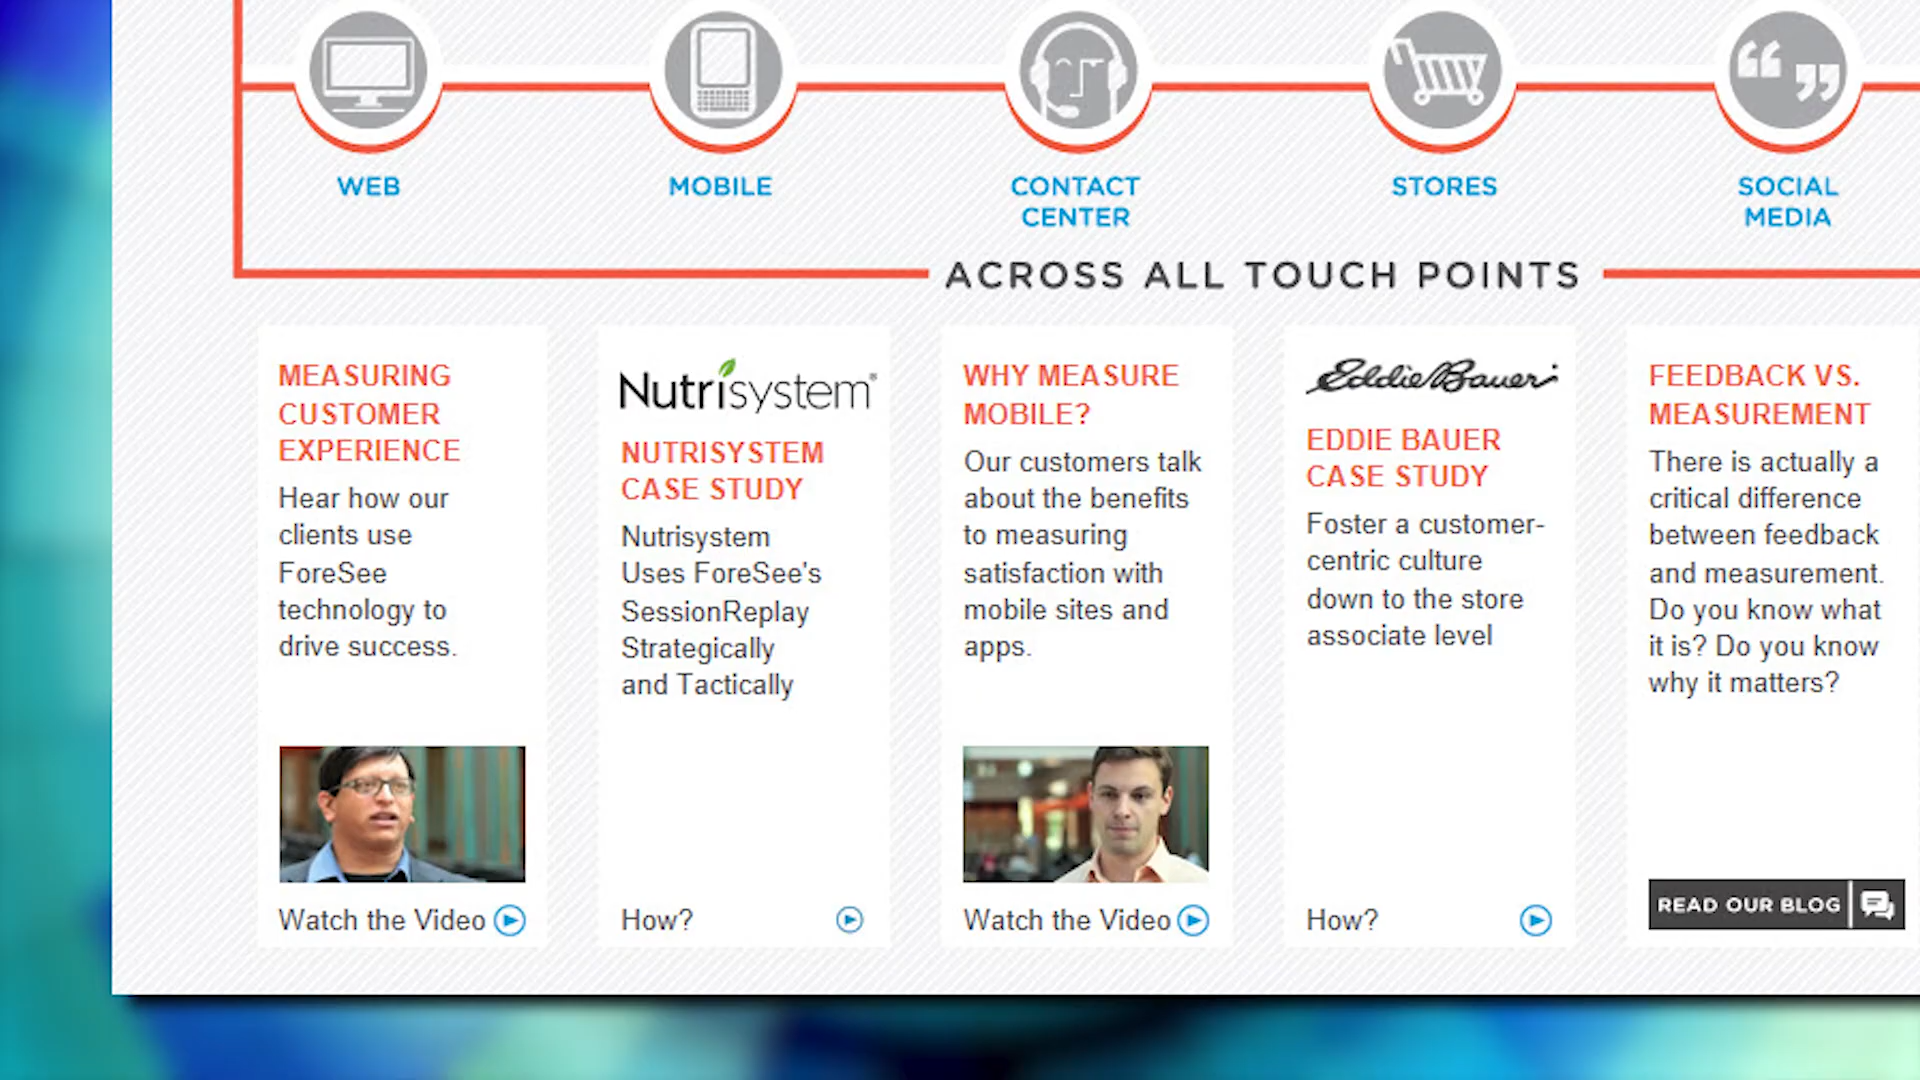 WEB
MOBILE
CONTACT
CENTER
STORES
SOCIAL
MEDIA
ACROSS ALL TOUCH POINTS
MEASURING
CUSTOMER
EXPERIENCE
Hear how our
clients use
ForeSee
technology to
drive success.
Watch the Video
Nutrisystem®
NUTRISYSTEM
CASE STUDY
Nutrisystem
Uses ForeSee's
SessionReplay
Strategically
and Tactically
How?
WHY MEASURE
MOBILE?
Our customers talk
about the benefits
to measuring
satisfaction with
mobile sites and
apps.
Watch the Video
Eddie Bauer
EDDIE BAUER
CASE STUDY
Foster a customer-
centric culture
down to the store
associate level
How?
FEEDBACK VS.
MEASUREMENT
There is actually a
critical difference
between feedback
and measurement.
Do you know what
it is? Do you know
why it matters?
READ OUR BLOG